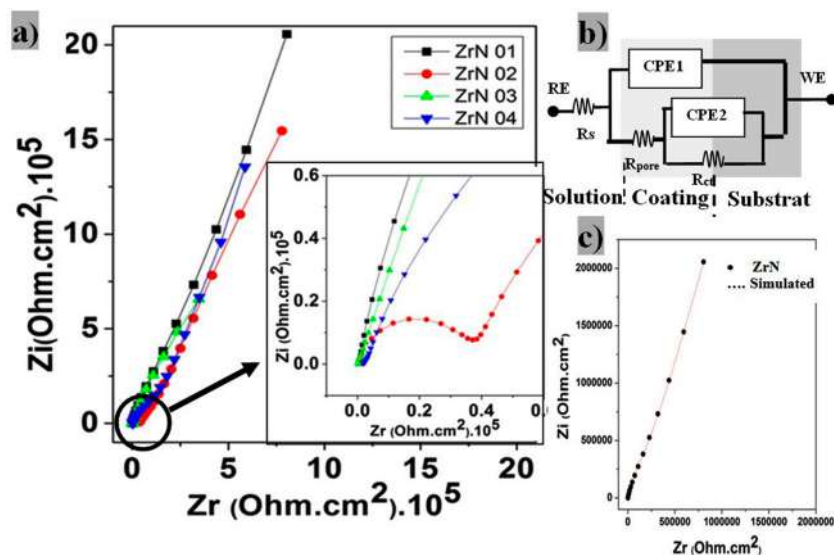 a)
20
15
10
5
0
Zi(Ohm.cm²).10⁵
0
5
10
15
20
Zr (Ohm.cm²).10⁵
ZrN 01
ZrN 02
ZrN 03
ZrN 04
0.6
0.4
0.2
0.0
Zi (Ohm.cm²).10⁵
0.0
0.2
0.4
Zr (Ohm.cm²).10⁵
b)
CPE1
RE
WE
CPE2
Rs
Rpore
Rct
Solution
Coating
Substrat
c)
2000000
1500000
1000000
500000
0
Zi (Ohm.cm²)
ZrN
Simulated
0
500000
1000000
1500000
2000000
Zr (Ohm.cm²)